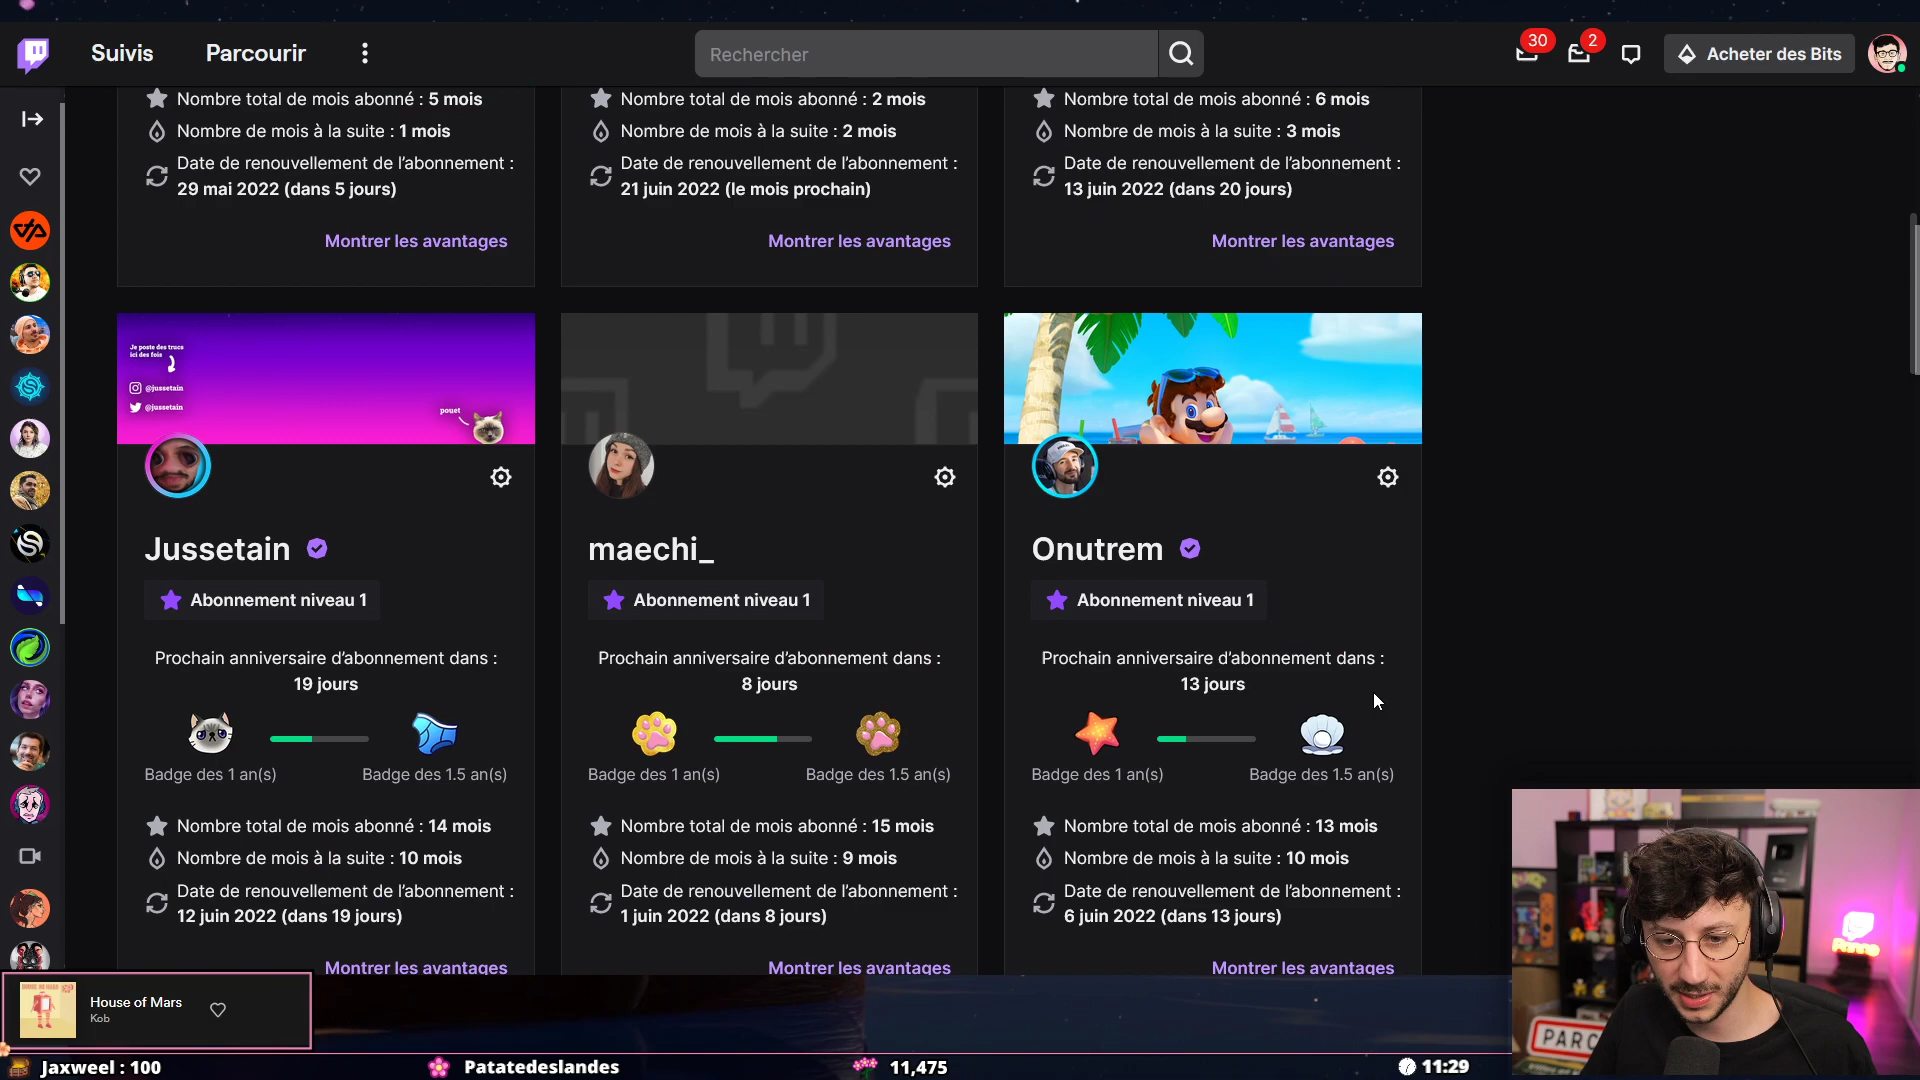 Suivis
Parcourir
Rechercher
30
2
Acheter des Bits
Nombre total de mois abonné : 5 mois
Nombre de mois à la suite : 1 mois
Date de renouvellement de l'abonnement :
29 mai 2022 (dans 5 jours)
Montrer les avantages
Nombre total de mois abonné : 2 mois
Nombre de mois à la suite : 2 mois
Date de renouvellement de l'abonnement :
21 juin 2022 (le mois prochain)
Montrer les avantages
Nombre total de mois abonné : 6 mois
Nombre de mois à la suite : 3 mois
Date de renouvellement de l'abonnement :
13 juin 2022 (dans 20 jours)
Montrer les avantages
Je poste des trucs
ici des fois
@jussetain
@jussetain
pouet
Jussetain
Abonnement niveau 1
Prochain anniversaire d'abonnement dans :
19 jours
Badge des 1 an(s)
Badge des 1.5 an(s)
Nombre total de mois abonné : 14 mois
Nombre de mois à la suite : 10 mois
Date de renouvellement de l'abonnement :
12 juin 2022 (dans 19 jours)
Montrer les avantages
maechi_
Abonnement niveau 1
Prochain anniversaire d'abonnement dans :
8 jours
Badge des 1 an(s)
Badge des 1.5 an(s)
Nombre total de mois abonné : 15 mois
Nombre de mois à la suite : 9 mois
Date de renouvellement de l'abonnement :
1 juin 2022 (dans 8 jours)
Montrer les avantages
Onutrem
Abonnement niveau 1
Prochain anniversaire d'abonnement dans :
13 jours
Badge des 1 an(s)
Badge des 1.5 an(s)
Nombre total de mois abonné : 13 mois
Nombre de mois à la suite : 10 mois
Date de renouvellement de l'abonnement :
6 juin 2022 (dans 13 jours)
Montrer les avantages
House of Mars
Kob
PARC
Jaxweel : 100
Patatedeslandes
11,475
11:29